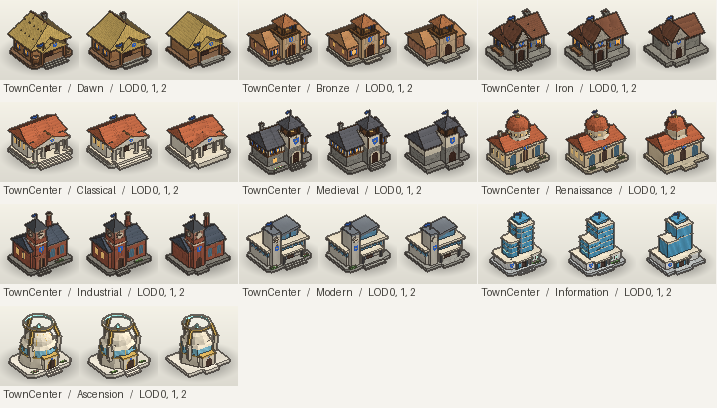 TownCenter / Dawn / LOD0, 1, 2
TownCenter / Bronze / LOD0, 1, 2
TownCenter / Iron / LOD0, 1, 2
TownCenter / Classical / LOD0, 1, 2
TownCenter / Medieval / LOD0, 1, 2
TownCenter / Renaissance / LOD0, 1, 2
TownCenter / Industrial / LOD0, 1, 2
TownCenter / Modern / LOD0, 1, 2
TownCenter / Information / LOD0, 1, 2
TownCenter / Ascension / LOD0, 1, 2